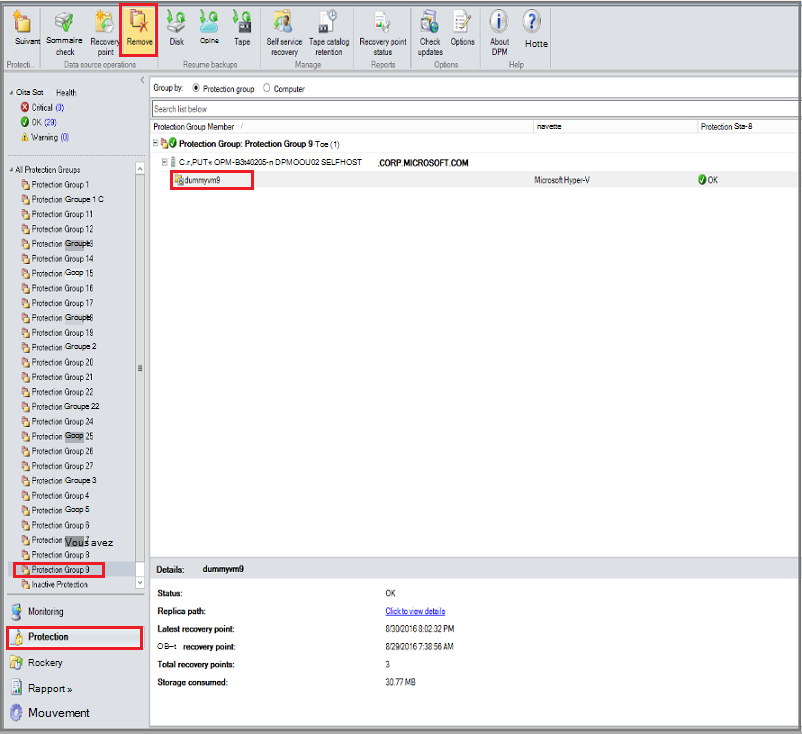 Suivant
Sommaire check
Recovery point
Remove
Disk
Opine
Tape
Self service recovery
Tape catalog retention
Recovery point status
Check updates
Options
About DPM
Hotte
Protecti...
Data source operations
Resume backups
Manage
Reports
Options
Help
Oita Sot Health
Critical (0)
OK (29)
Warning (0)
All Protection Groups
Protection Group 1
Protection Groupe 1 C
Protection Group 11
Protection Group 12
Protection Groupe
Protection Group 14
Protection Goop 15
Protection Group 16
Protection Group 17
Protection Groupe
Protection Group 19
Protection Groupe 2
Protection Group 20
Protection Group 21
Protection Group 22
Protection Groupe 22
Protection Group 24
Protection Goop 25
Protection Group 26
Protection Group 27
Protection Groupe 3
Protection Group 4
Protection Goop 5
Protection Group 6
Protection Vous avez
Protection Group 8
Protection Group 9
Inactive Protection
Monitoring
Protection
Rockery
Rapport »
Mouvement
Group by: Protection group Computer
Search list below
Protection Group Member / navette Protection Sta-8
Protection Group: Protection Group 9 Toe (1)
C.r,PUT« OPM-B3t40205-n DPMOOU02 SELFHOST .CORP.MICROSOFT.COM
dummyvm9 Microsoft Hyper-V OK
Details: dummyvm9
Status: OK
Replica path: Click to view details
Latest recovery point: 8/30/2016 8:02:32 PM
OB-t recovery point: 8/29/2016 7:38:56 AM
Total recovery points: 3
Storage consumed: 30.77 MB